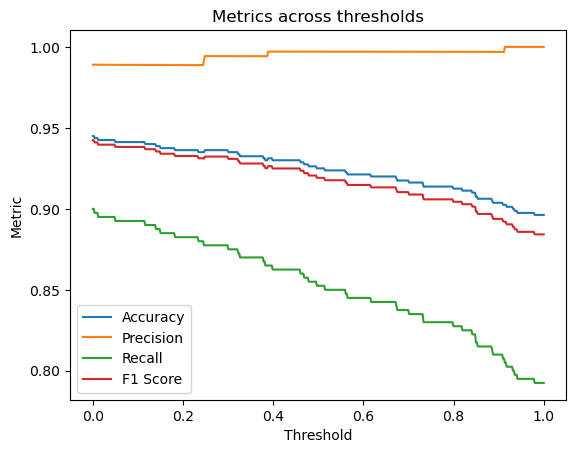 Metrics across thresholds
Metric
1.00
0.95
0.90
0.85
0.80
Accuracy
Precision
Recall
F1 Score
0.0 0.2 0.4 0.6 0.8 1.0
Threshold